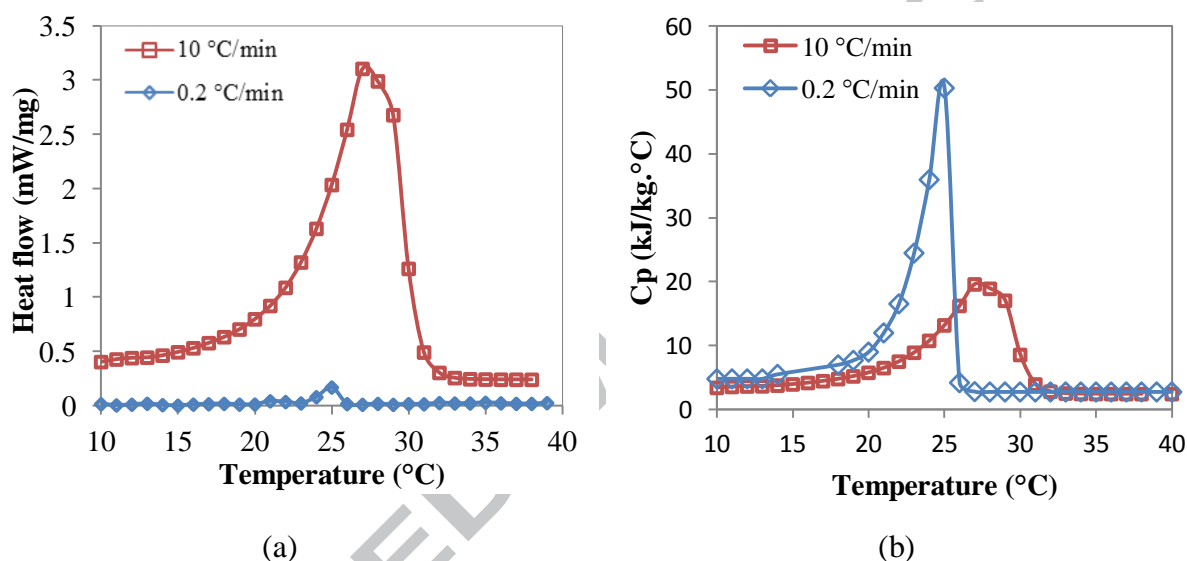 3.5
3
2.5
2
1.5
1
0.5
0
10 °C/min
0.2 °C/min
Heat flow (mW/mg)
10 15 20 25 30 35 40
Temperature (°C)
(a)
60
50
40
30
20
10
0
10 °C/min
0.2 °C/min
Cp (kJ/kg.°C)
10 15 20 25 30 35 40
Temperature (°C)
(b)